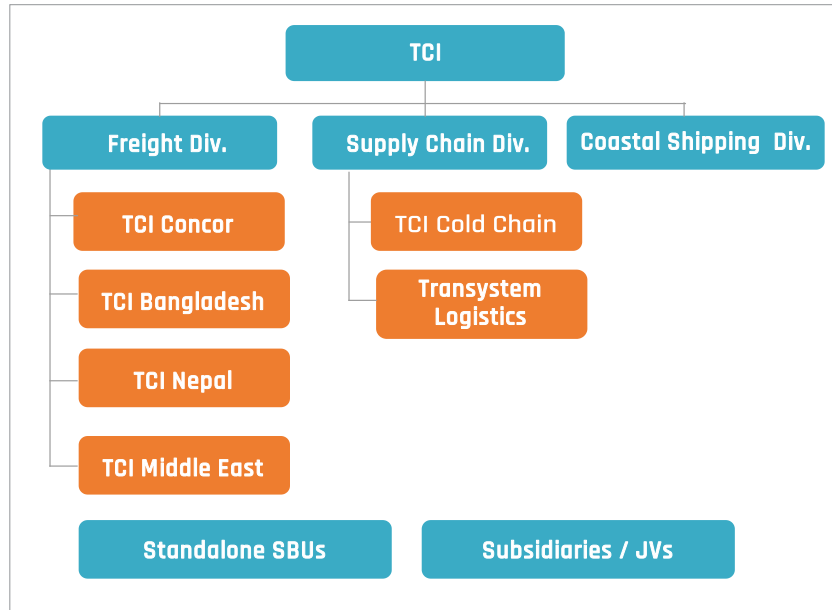 TCI
Freight Div.
Supply Chain Div.
Coastal Shipping Div.
TCI Concor
TCI Cold Chain
TCI Bangladesh
Transystem
Logistics
TCI Nepal
TCI Middle East
Standalone SBUs
Subsidiaries / JVs